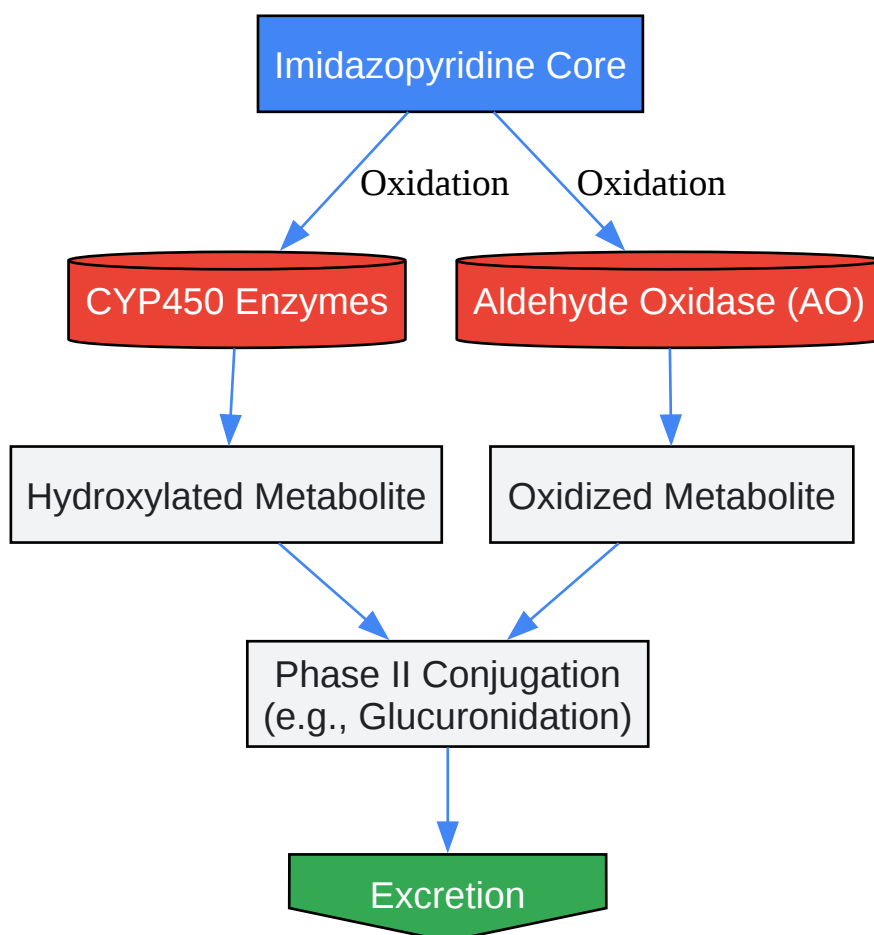 Imidazopyridine Core
Oxidation
Oxidation
CYP450 Enzymes
Aldehyde Oxidase (AO)
Hydroxylated Metabolite
Oxidized Metabolite
Phase II Conjugation
(e.g., Glucuronidation)
Excretion